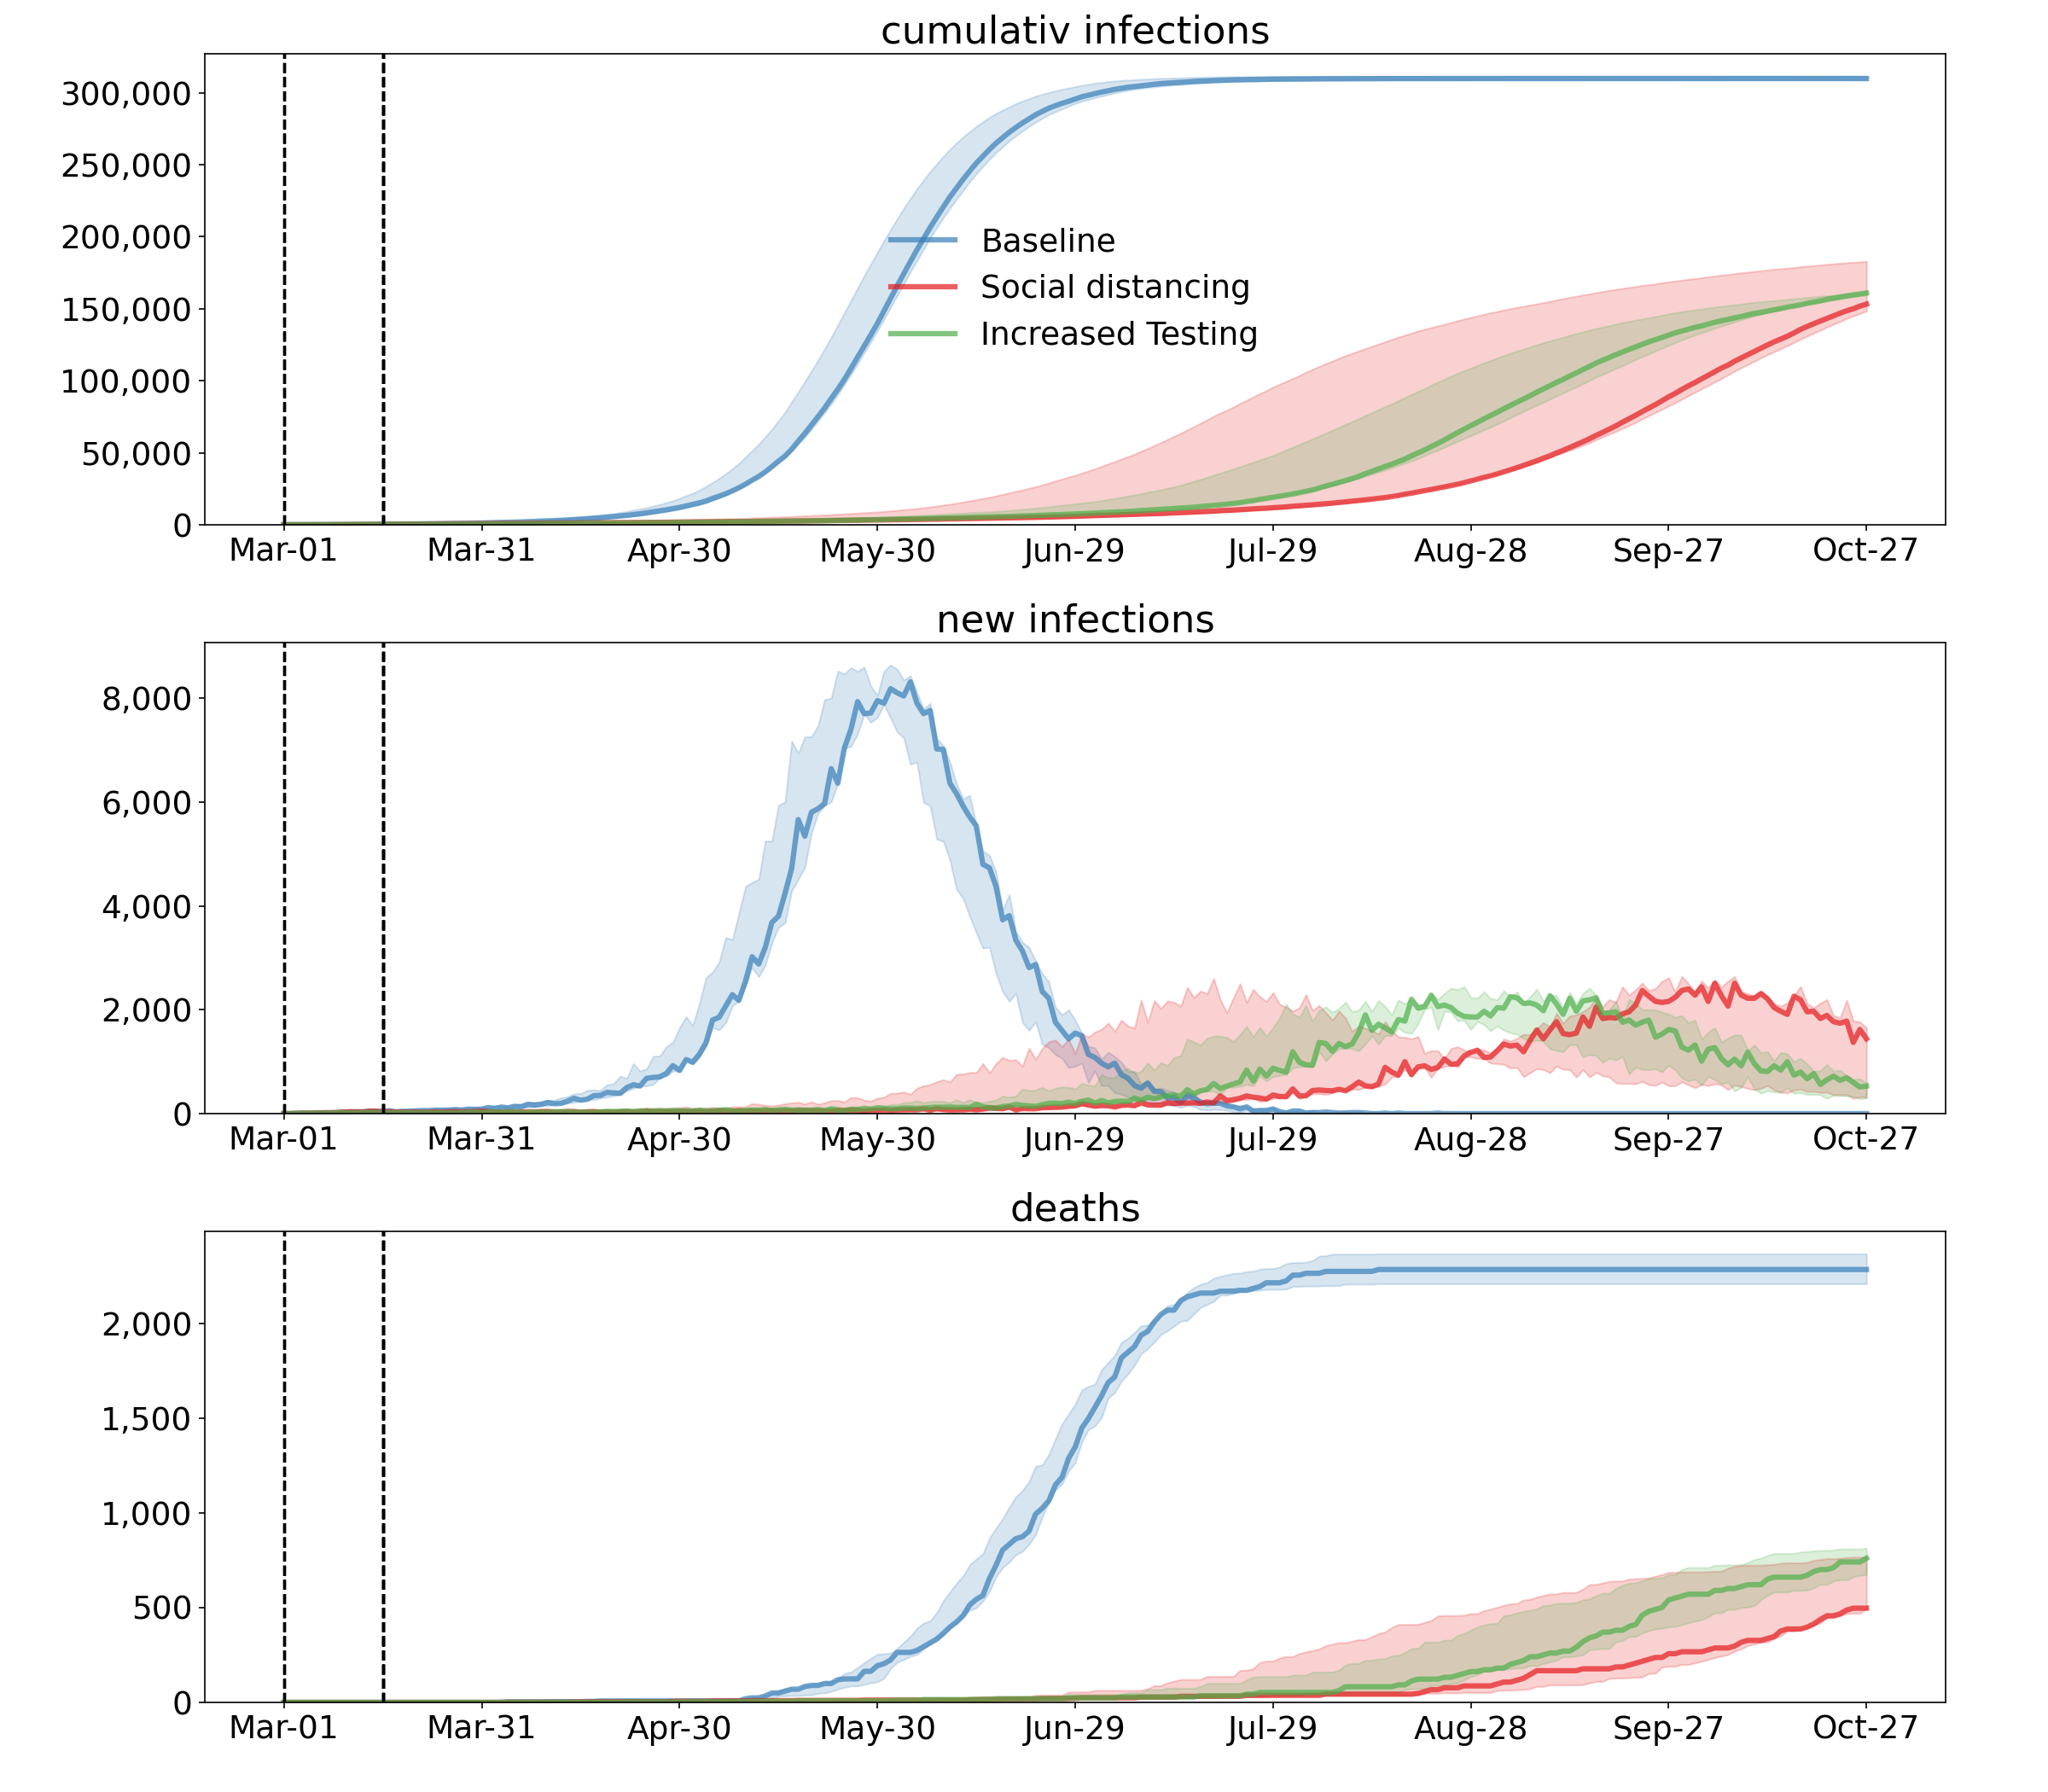 cumulativ infections
300,000
250,000
200,000
150,000
100,000
50,000
0
Baseline
Social distancing
Increased Testing
Mar-01 Mar-31 Apr-30 May-30 Jun-29 Jul-29 Aug-28 Sep-27 Oct-27
new infections
8,000
6,000
4,000
2,000
0
Mar-01 Mar-31 Apr-30 May-30 Jun-29 Jul-29 Aug-28 Sep-27 Oct-27
deaths
2,000
1,500
1,000
500
0
Mar-01 Mar-31 Apr-30 May-30 Jun-29 Jul-29 Aug-28 Sep-27 Oct-27